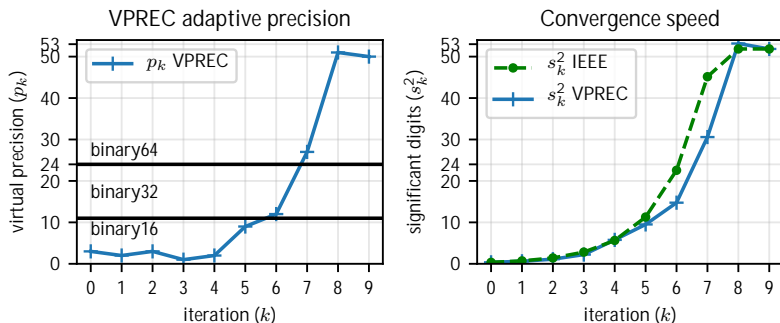 VPREC adaptive precision
virtual precision (p_k)
53
50
30
24
20
10
0
p_k VPREC
binary64
binary32
binary16
0 1 2 3 4 5 6 7 8 9
iteration (k)
Convergence speed
significant digits (s_k^2)
53
50
30
24
20
10
0
s_k^2 IEEE
s_k^2 VPREC
0 1 2 3 4 5 6 7 8 9
iteration (k)